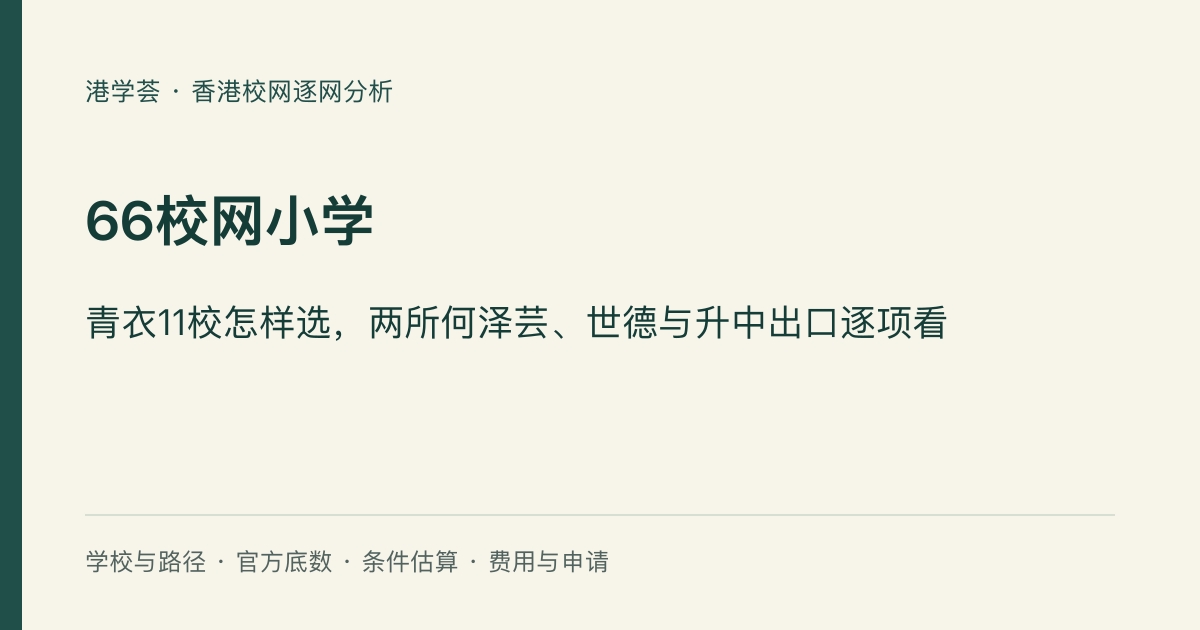 港学荟 · 香港校网逐网分析
66校网小学
青衣11校怎样选，两所何泽芸、世德与升中出口逐项看
学校与路径 · 官方底数 · 条件估算 · 费用与申请